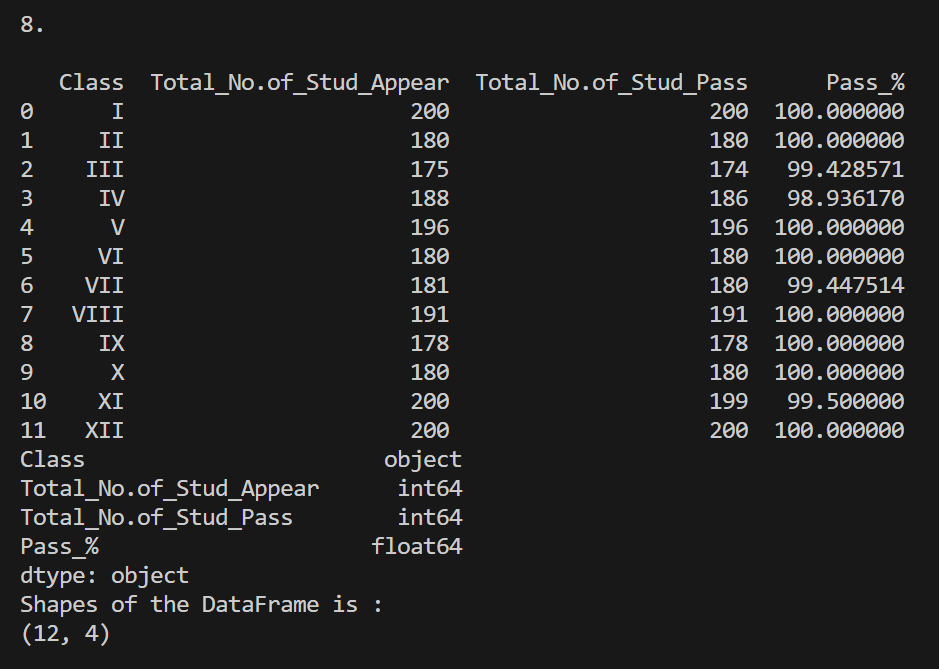 8.
Class Total_No.of_Stud_Appear Total_No.of_Stud_Pass Pass_%
0 I 200 200 100.000000
1 II 180 180 100.000000
2 III 175 174 99.428571
3 IV 188 186 98.936170
4 V 196 196 100.000000
5 VI 180 180 100.000000
6 VII 181 180 99.447514
7 VIII 191 191 100.000000
8 IX 178 178 100.000000
9 X 180 180 100.000000
10 XI 200 199 99.500000
11 XII 200 200 100.000000
Class object
Total_No.of_Stud_Appear int64
Total_No.of_Stud_Pass int64
Pass_% float64
dtype: object
Shapes of the DataFrame is :
(12, 4)